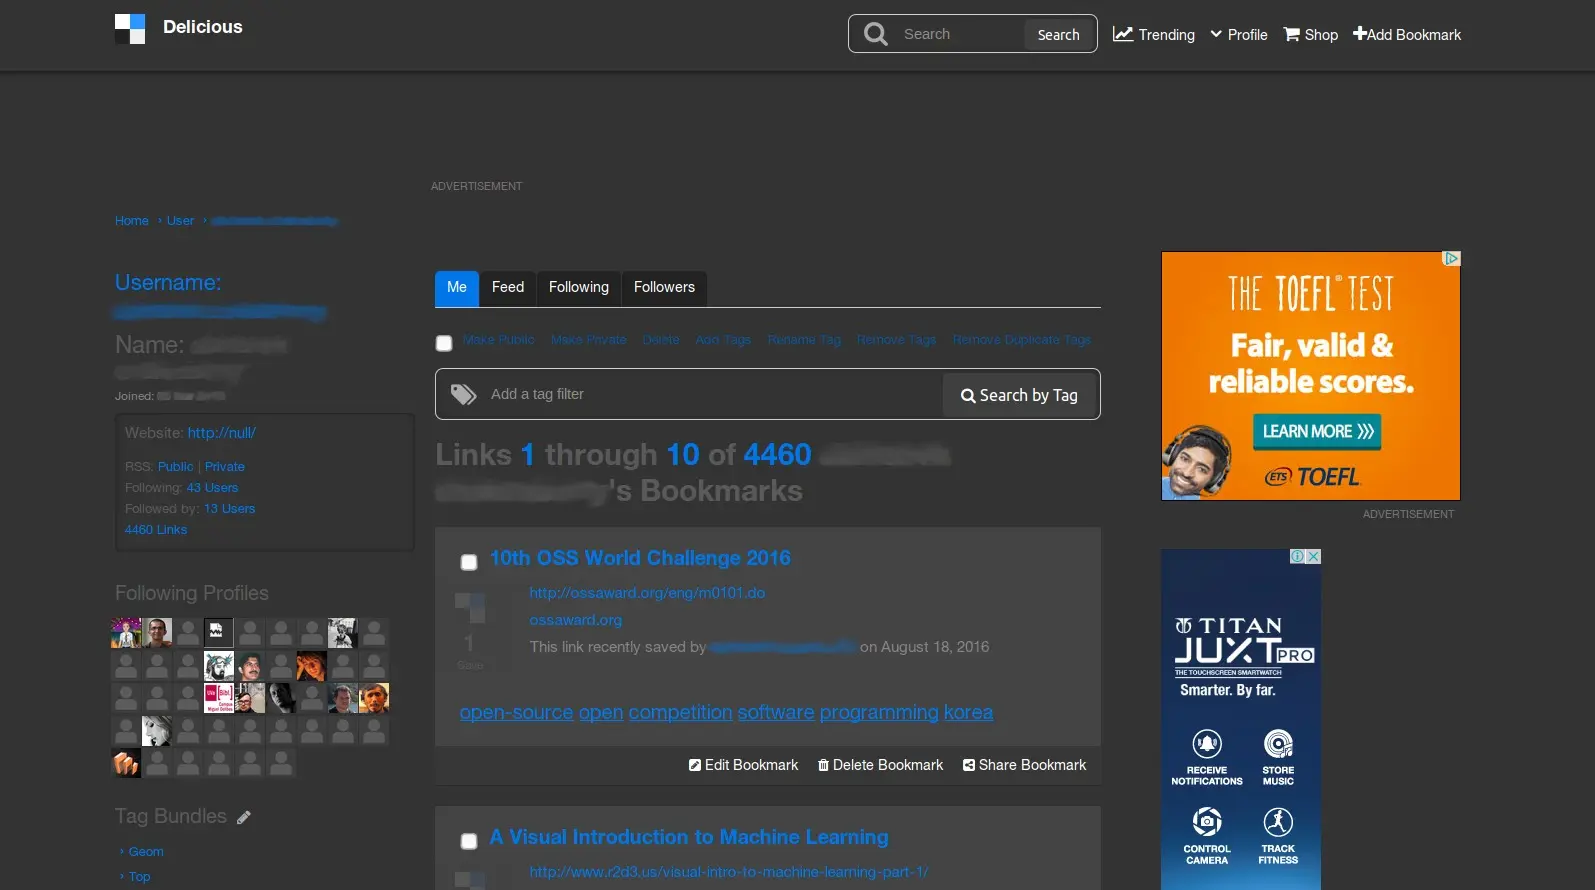 Delicious
Search
Search
Trending
Profile
Shop
Add Bookmark
ADVERTISEMENT
Home › User ›
Username:
Name:
Joined:
Website: http://null/
RSS: Public | Private
Following: 43 Users
Followed by: 13 Users
4460 Links
Following Profiles
Tag Bundles
› Geom
› Top
Me
Feed
Following
Followers
Make Public
Make Private
Delete
Add Tags
Rename Tag
Remove Tags
Remove Duplicate Tags
Add a tag filter
Search by Tag
Links 1 through 10 of 4460
's Bookmarks
10th OSS World Challenge 2016
http://ossaward.org/eng/m0101.do
ossaward.org
1
Save
This link recently saved by on August 18, 2016
open-source open competition software programming korea
Edit Bookmark
Delete Bookmark
Share Bookmark
A Visual Introduction to Machine Learning
http://www.r2d3.us/visual-intro-to-machine-learning-part-1/
THE TOEFL® TEST
Fair, valid &
reliable scores.
LEARN MORE
ETS TOEFL
ADVERTISEMENT
TITAN
JUXT PRO
THE TOUCHSCREEN SMARTWATCH
Smarter. By far.
RECEIVE
NOTIFICATIONS
STORE
MUSIC
CONTROL
CAMERA
TRACK
FITNESS